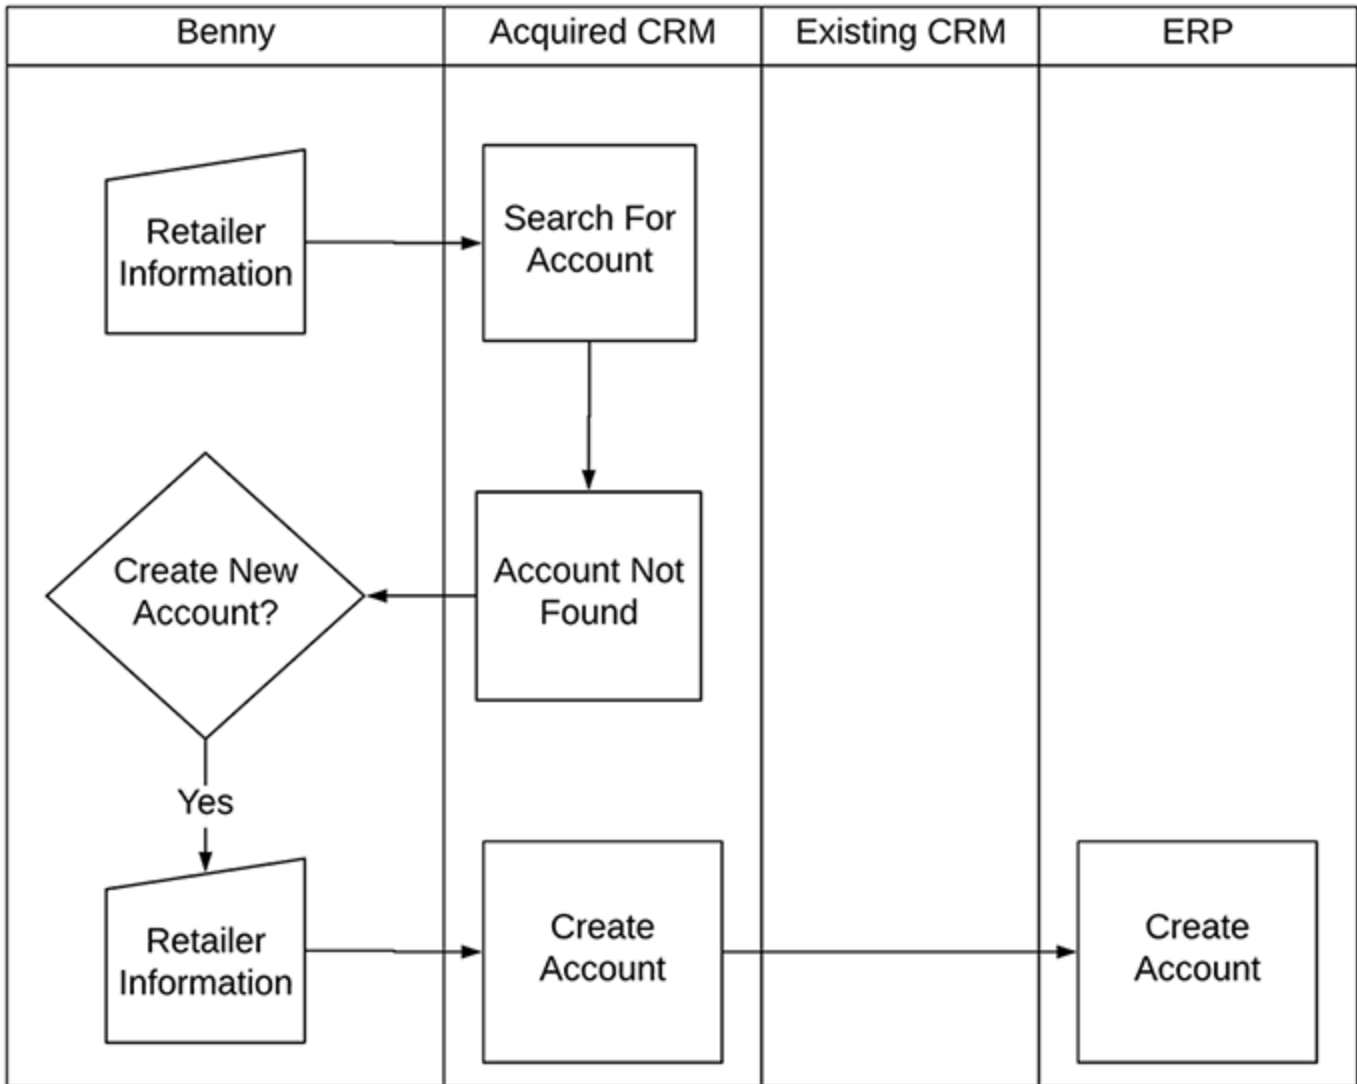 Benny
Acquired CRM
Existing CRM
ERP
Retailer
Information
Search For
Account
Create New
Account?
Account Not
Found
Yes
Retailer
Information
Create
Account
Create
Account